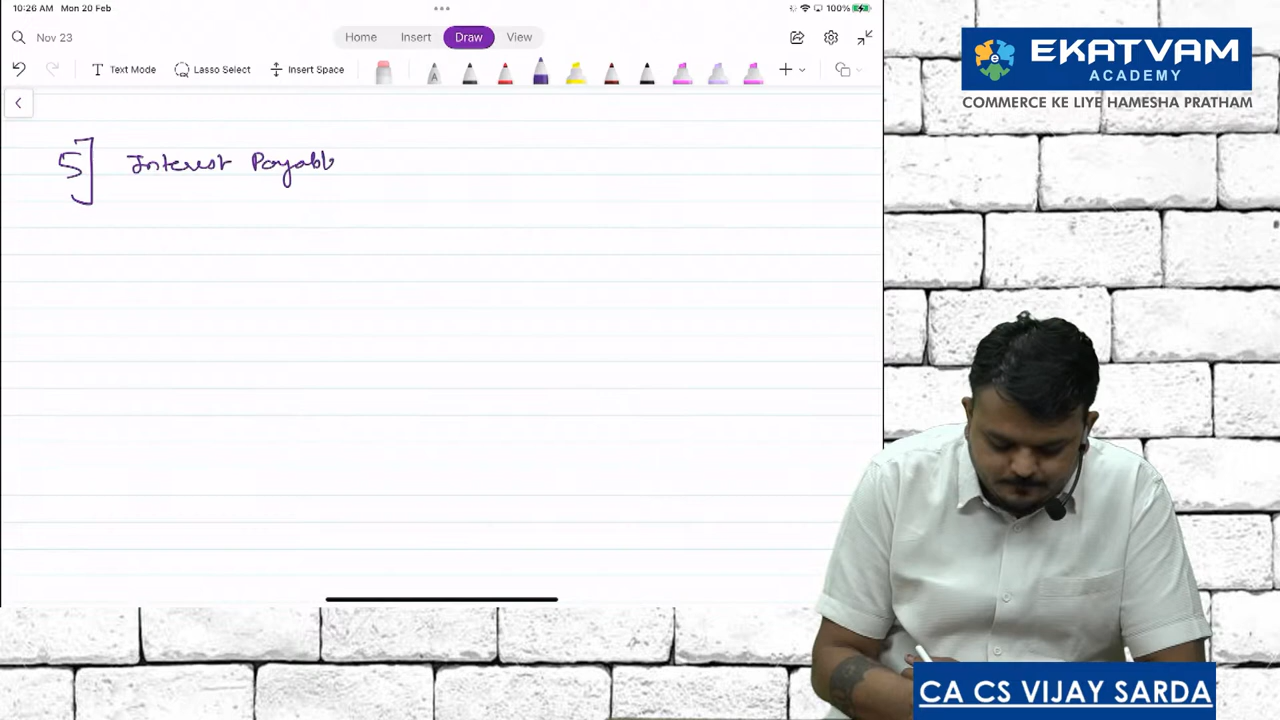 10:26 AM Mon 20 Feb
100%
Nov 23
Home Insert Draw View
Text Mode Lasso Select Insert Space
A
5] Interest Payabl
e
EKATVAM
ACADEMY
COMMERCE KE LIYE HAMESHA PRATHAM
CA CS VIJAY SARDA